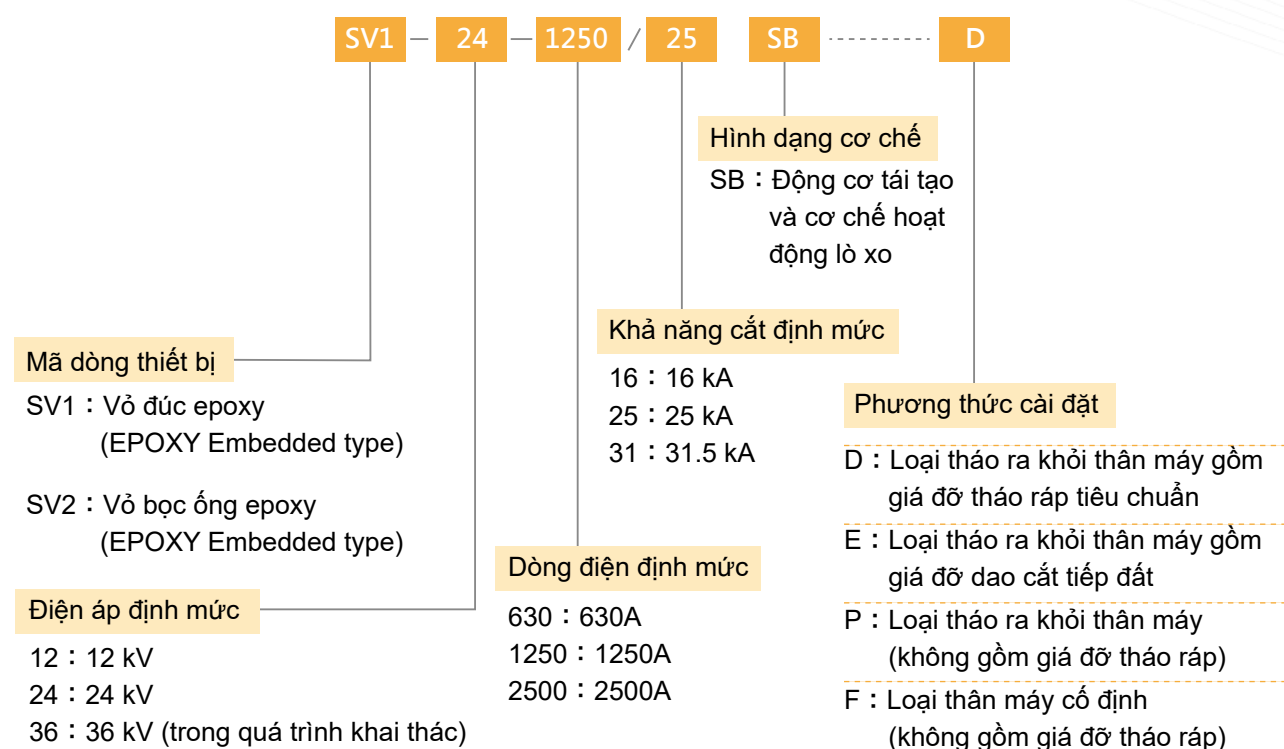 SV1 — 24 — 1250 / 25 SB D
Hình dạng cơ chế
SB：Động cơ tái tạo
và cơ chế hoạt
động lò xo
Khả năng cắt định mức
16：16 kA
25：25 kA
31：31.5 kA
Mã dòng thiết bị
SV1：Vỏ đúc epoxy
(EPOXY Embedded type)
SV2：Vỏ bọc ống epoxy
(EPOXY Embedded type)
Phương thức cài đặt
D：Loại tháo ra khỏi thân máy gồm
giá đỡ tháo ráp tiêu chuẩn
E：Loại tháo ra khỏi thân máy gồm
giá đỡ dao cắt tiếp đất
P：Loại tháo ra khỏi thân máy
(không gồm giá đỡ tháo ráp)
F：Loại thân máy cố định
(không gồm giá đỡ tháo ráp)
Dòng điện định mức
630：630A
1250：1250A
2500：2500A
Điện áp định mức
12：12 kV
24：24 kV
36：36 kV (trong quá trình khai thác)